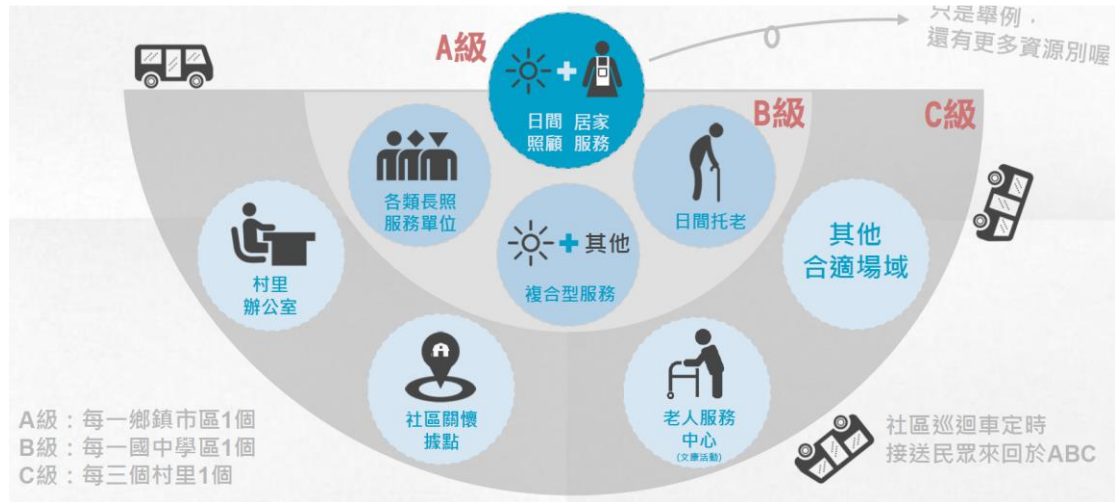 只是舉例，
還有更多資源別喔
A級
B級
C級
日間 居家
照顧 服務
各類長照
服務單位
日間托老
其他
複合型服務
其他
合適場域
村里
辦公室
社區關懷
據點
老人服務
中心
(文康活動)
A級：每一鄉鎮市區1個
B級：每一國中學區1個
C級：每三個村里1個
社區巡迴車定時
接送民眾來回於ABC